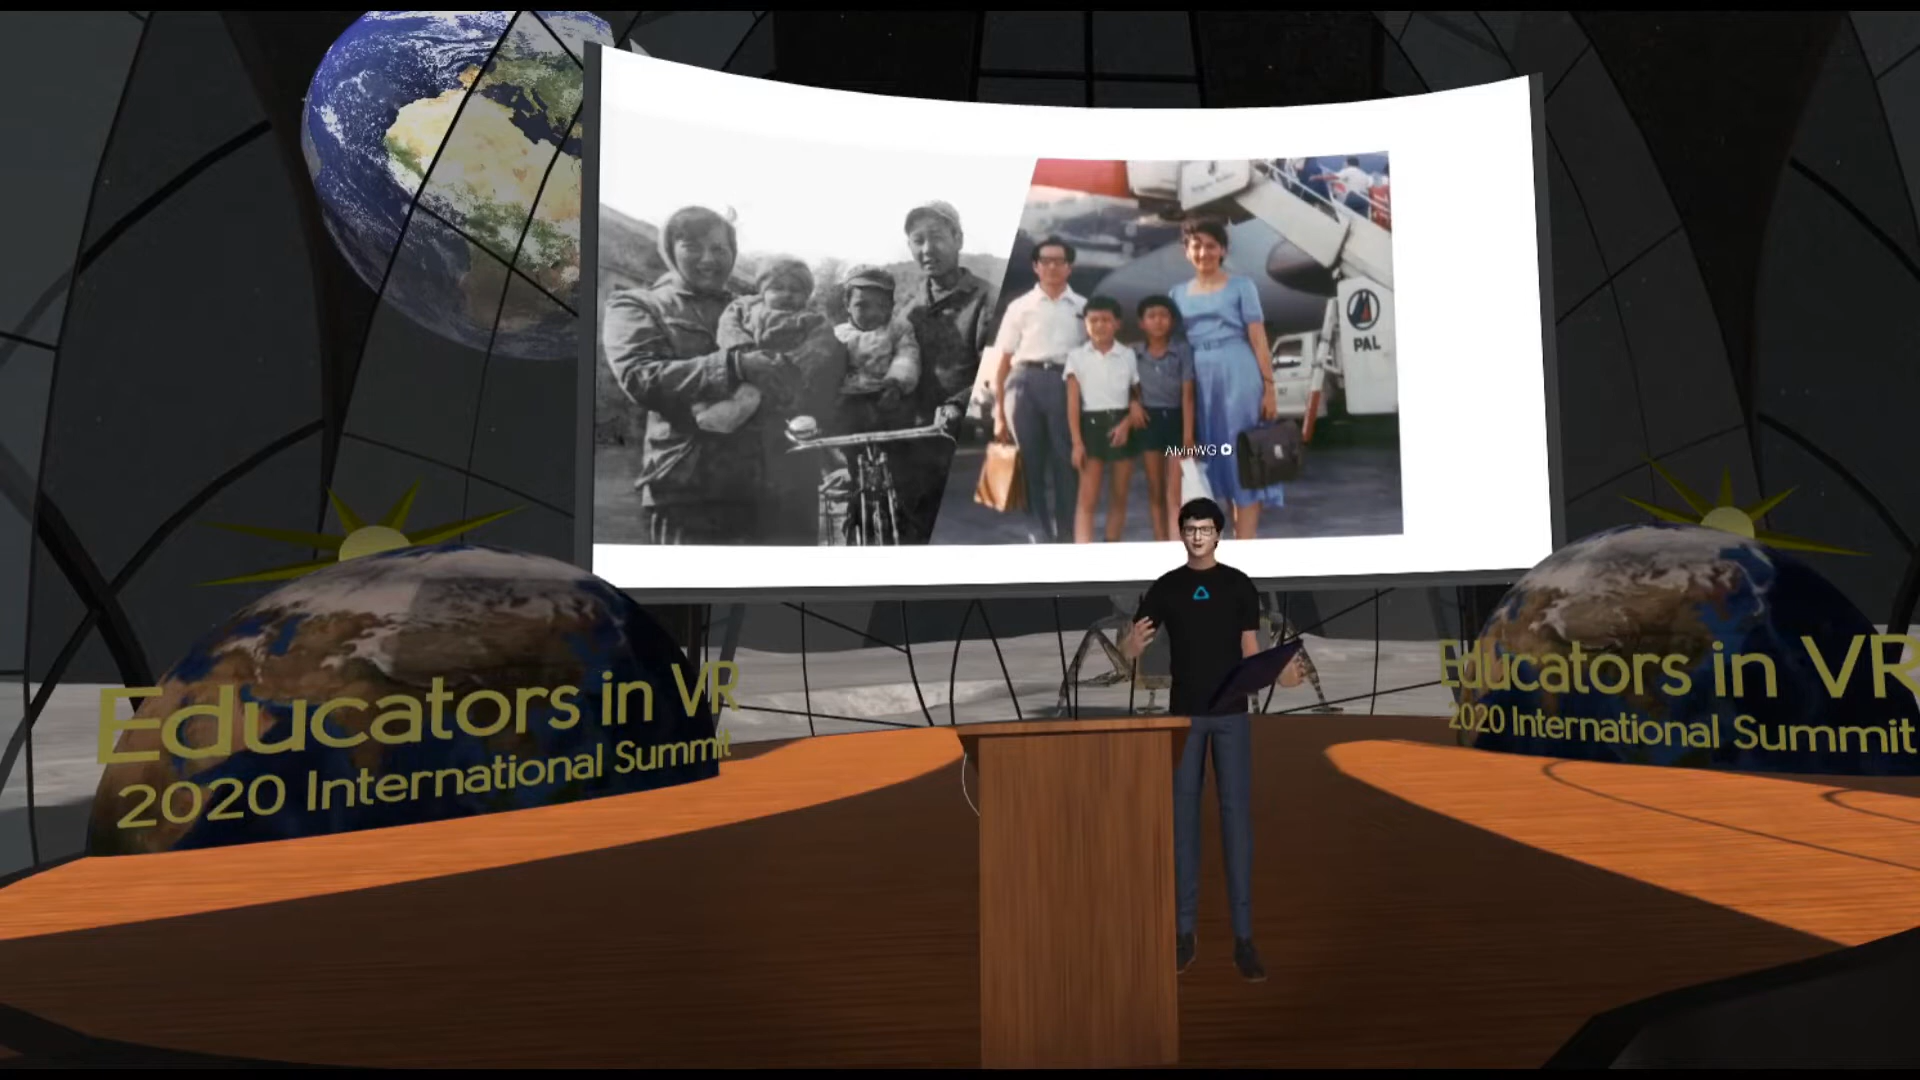 PAL
AlvinWG
Educators in VR
2020 International Summit
Educators in VR
2020 International Summit